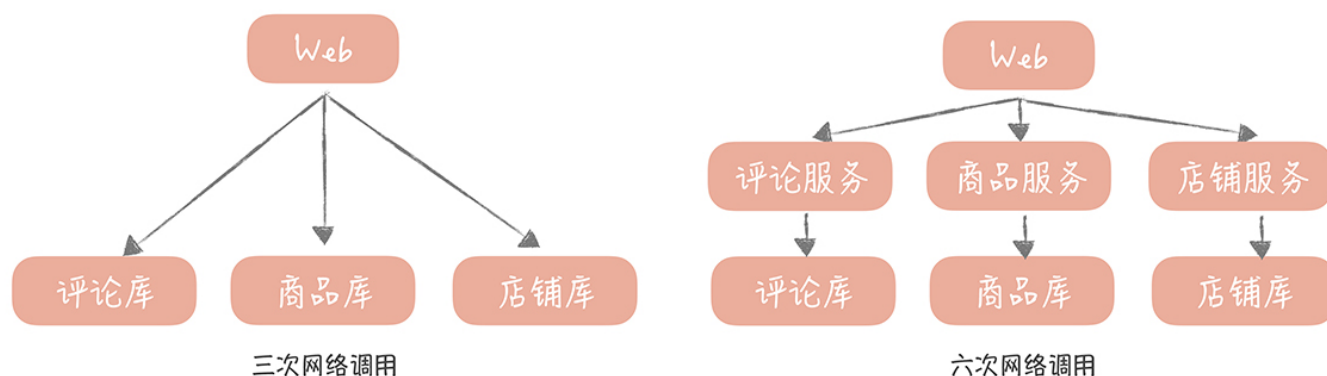 Web
Web
评论服务
商品服务
店铺服务
评论库
商品库
店铺库
评论库
商品库
店铺库
三次网络调用
六次网络调用